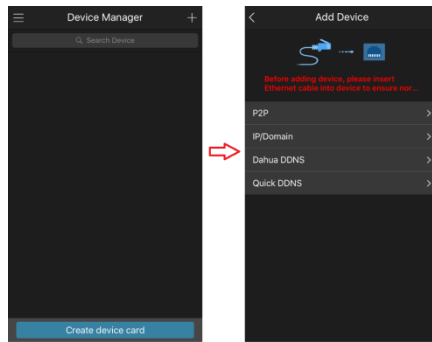 Device Manager
Search Device
Create device card
Add Device
Before adding device, please insert
Ethernet cable into device to ensure nor...
P2P
IP/Domain
Dahua DDNS
Quick DDNS